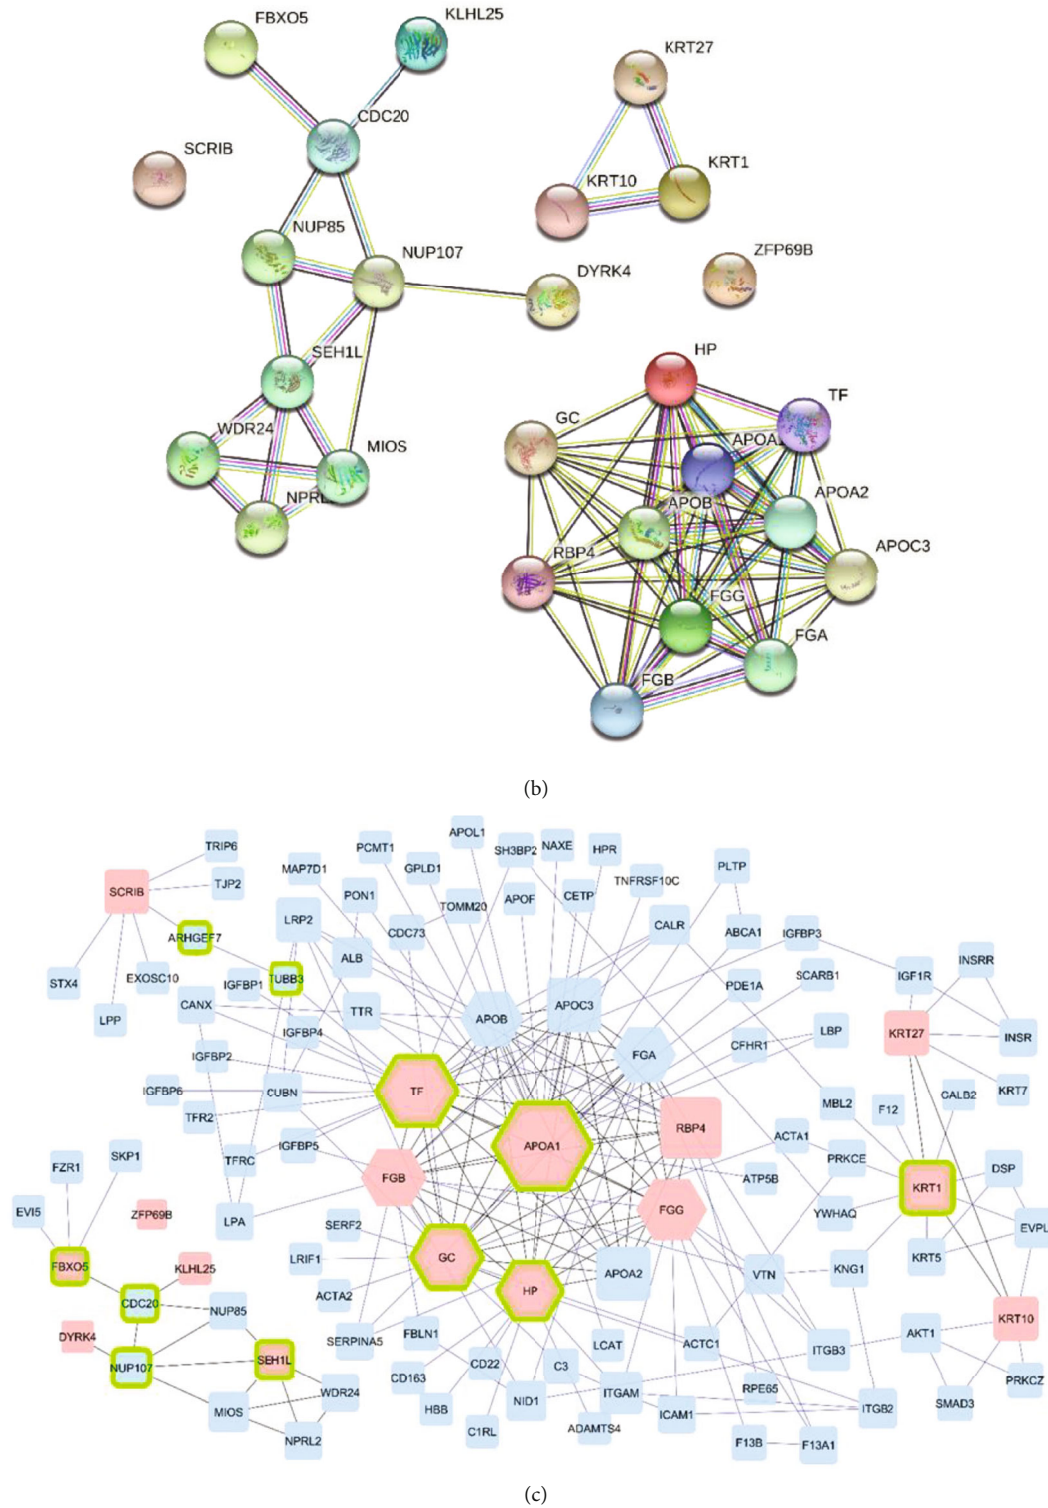 FBXO5
KLHL25
KRT27
CDC20
SCRIB
KRT1
KRT10
NUP85
NUP107
ZFP69B
DYRK4
SEH1L
HP
TF
GC
WDR24
MIOS
APOA
APOA2
APOB
NPRL
RBP4
APOC3
FGG
FGA
FGB
(b)
APOL1
NAXE
HPR
PCMT1
SH3BP2
TRIP6
GPLD1
PLTP
MAP7D1
TNFRSF10C
SCRIB
TJP2
PON1
CETP
APOF
TOMM20
LRP2
CALR
ABCA1
IGFBP3
ARHGEF7
CDC73
ALB
INSRR
STX4
EXOSC10
TUBB3
SCARB1
IGF1R
IGFBP1
PDE1A
CANX
TTR
APOB
APOC3
LPP
IGFBP4
LBP
KRT27
INSR
CFHR1
FGA
IGFBP2
IGFBP6
CUBN
TF
KRT7
CALB2
MBL2
F12
TFR2
RBP4
ACTA1
IGFBP5
APOA1
SKP1
PRKCE
FZR1
TFRC
DSP
FGB
ATP5B
KRT1
EVI5
ZFP69B
LPA
FGG
YWHAQ
SERF2
EVPL
KRT5
LRIF1
GC
FBXO5
KLHL25
APOA2
VTN
KNG1
CDC20
HP
ACTA2
NUP85
KRT10
DYRK4
SERPINA5
FBLN1
LCAT
ACTC1
AKT1
NUP107
SEH1L
ITGB3
CD22
C3
CD163
PRKCZ
WDR24
ITGAM
RPE65
NID1
SMAD3
MIOS
HBB
ICAM1
ITGB2
C1RL
ADAMTS4
NPRL2
F13B
F13A1
(c)